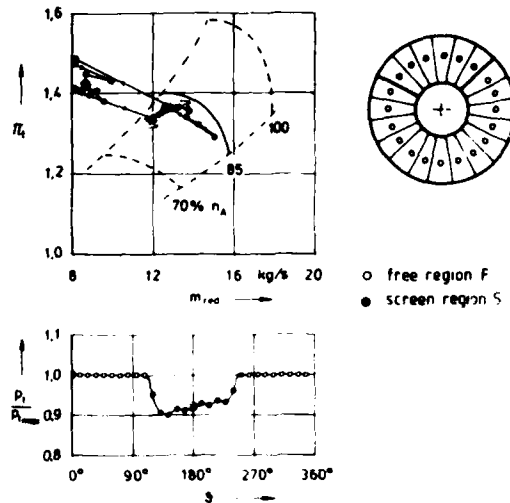 1,6
1,4
π_t
1,2
1,0
100
85
70% n_A
8 12 16 kg/s 20
m_red
○ free region F
● screen region S
1,1
1,0
0,9
0,8
0° 90° 180° 270° 360°